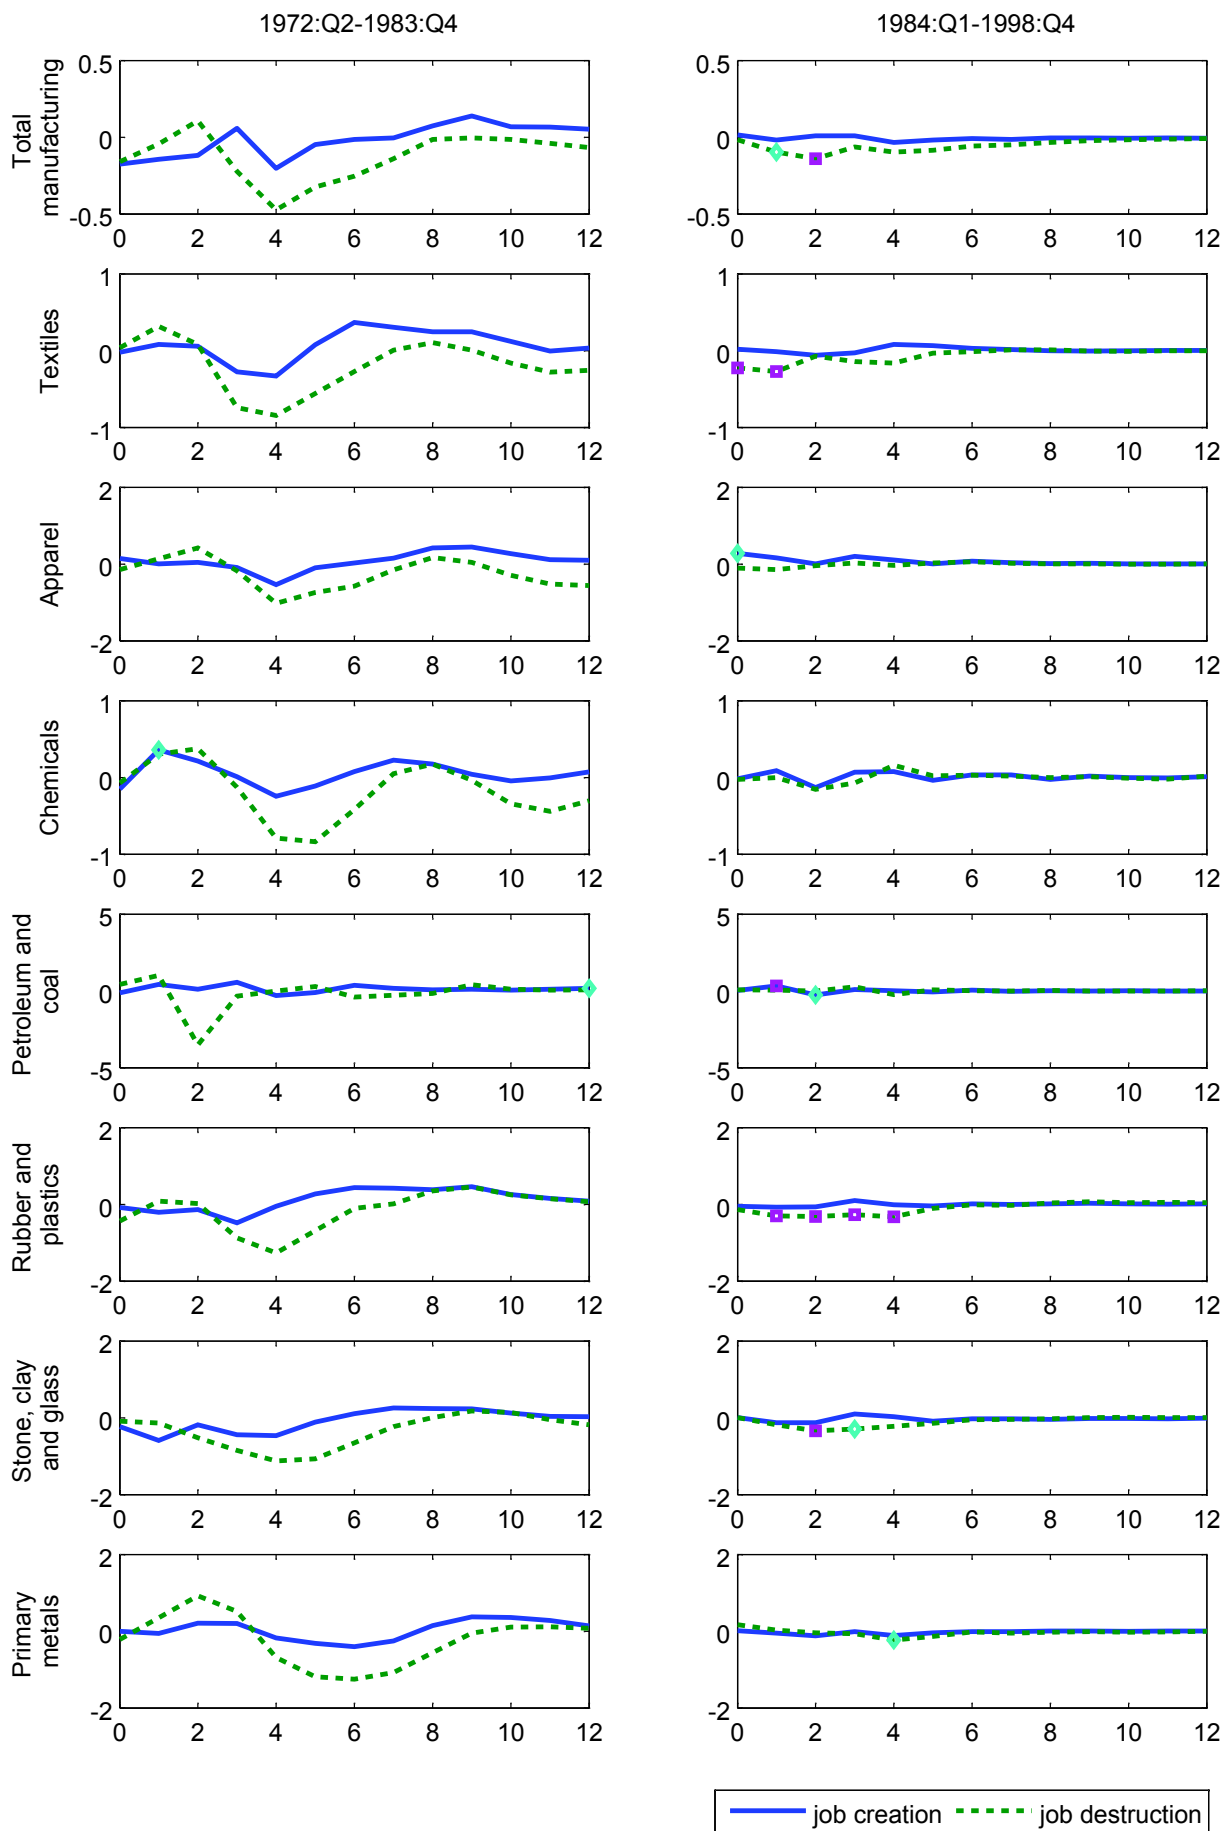 1972:Q2-1983:Q4
1984:Q1-1998:Q4
Total
manufacturing
0.5
0
-0.5
0 2 4 6 8 10 12
0.5
0
-0.5
0 2 4 6 8 10 12
Textiles
1
0
-1
0 2 4 6 8 10 12
1
0
-1
0 2 4 6 8 10 12
Apparel
2
0
-2
0 2 4 6 8 10 12
2
0
-2
0 2 4 6 8 10 12
Chemicals
1
0
-1
0 2 4 6 8 10 12
1
0
-1
0 2 4 6 8 10 12
Petroleum and
coal
5
0
-5
0 2 4 6 8 10 12
5
0
-5
0 2 4 6 8 10 12
Rubber and
plastics
2
0
-2
0 2 4 6 8 10 12
2
0
-2
0 2 4 6 8 10 12
Stone, clay
and glass
2
0
-2
0 2 4 6 8 10 12
2
0
-2
0 2 4 6 8 10 12
Primary
metals
2
0
-2
0 2 4 6 8 10 12
2
0
-2
0 2 4 6 8 10 12
job creation job destruction